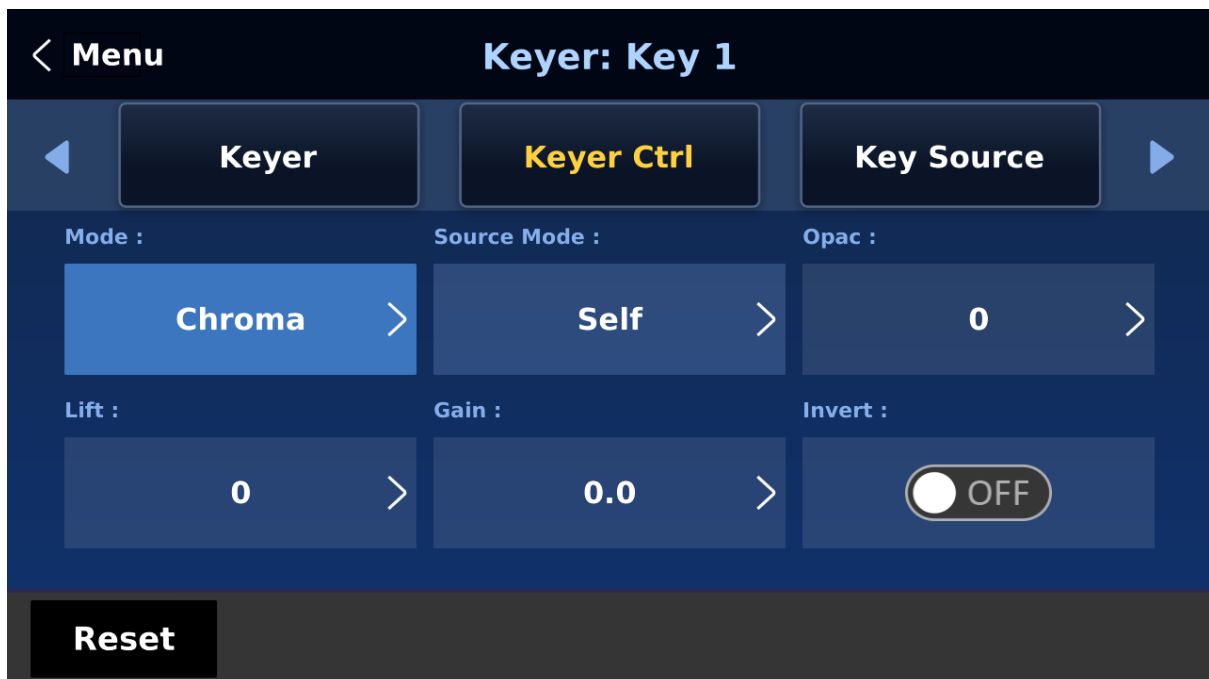 Menu
Keyer: Key 1
Keyer
Keyer Ctrl
Key Source
Mode :
Source Mode :
Opac :
Chroma
Self
0
Lift :
Gain :
Invert :
0
0.0
OFF
Reset